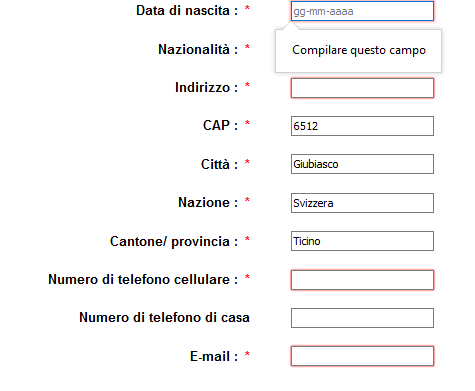 Data di nascita : * gg-mm-aaaa
Compilare questo campo
Nazionalità : *
Indirizzo : *
CAP : * 6512
Città : * Giubiasco
Nazione : * Svizzera
Cantone/ provincia : * Ticino
Numero di telefono cellulare : *
Numero di telefono di casa
E-mail : *